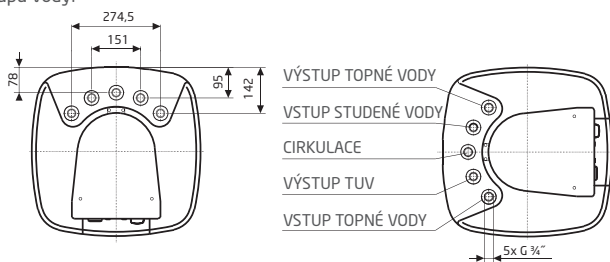 vody.
274,5
151
78
95
142
VÝSTUP TOPNÉ VODY
VSTUP STUDENÉ VODY
CIRKULACE
VÝSTUP TUV
VSTUP TOPNÉ VODY
5x G ¾˝